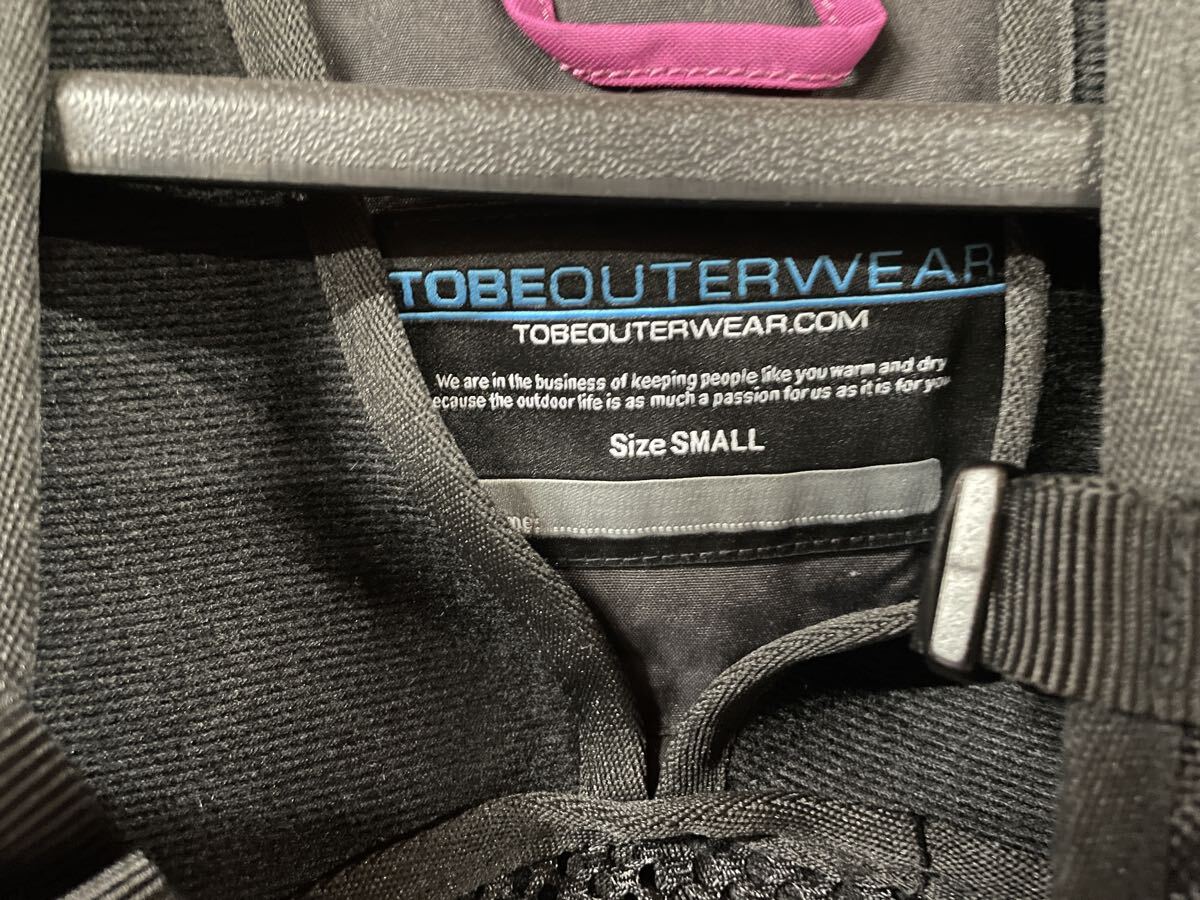 TOBEOUTERWEAR
TOBEOUTERWEAR.COM
We are in the business of keeping people like you warm and dry
ecause the outdoor life is as much a passion for us as it is for you
Size SMALL
me: